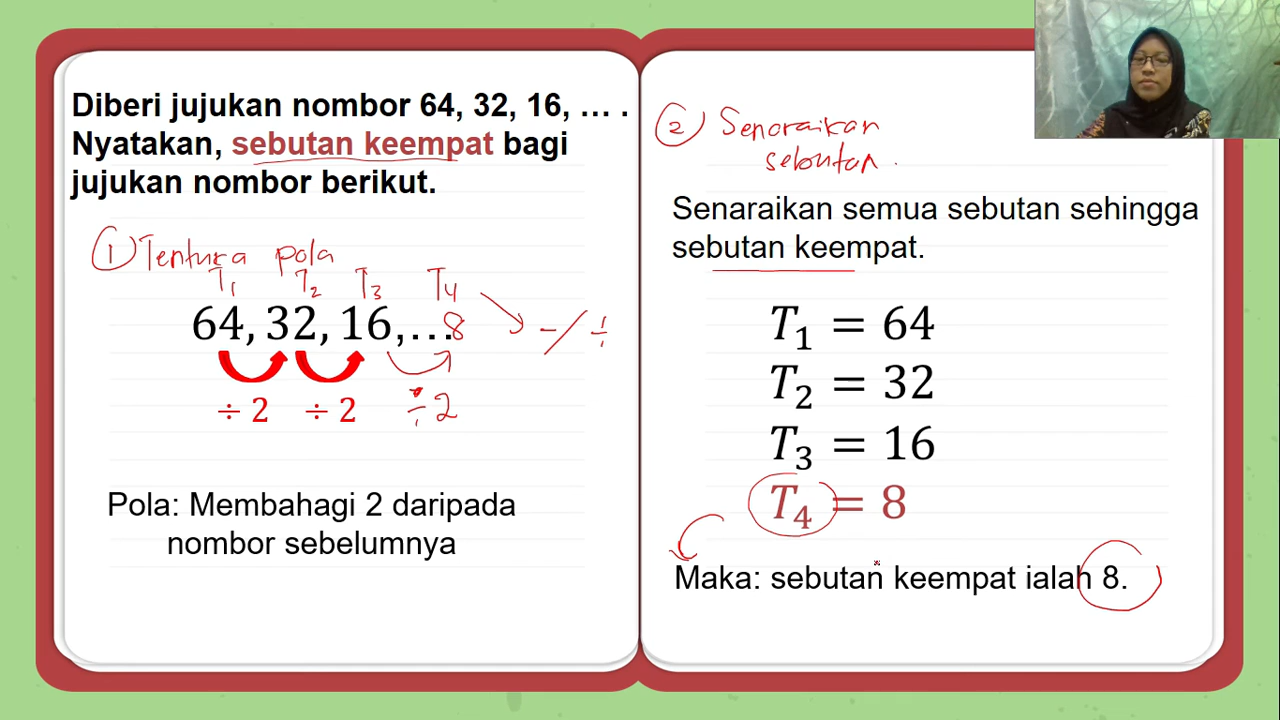 Diberi jujukan nombor 64, 32, 16, ... .
Nyatakan, sebutan keempat bagi
jujukan nombor berikut.
① Tentuka pola
T₁ T₂ T₃ T₄
64, 32, 16, ... 8 - / ÷
÷ 2 ÷ 2 ÷ 2
Pola: Membahagi 2 daripada
nombor sebelumnya
② Senaraikan
sebutan.
Senaraikan semua sebutan sehingga
sebutan keempat.
T₁ = 64
T₂ = 32
T₃ = 16
T₄ = 8
Maka: sebutan keempat ialah 8.